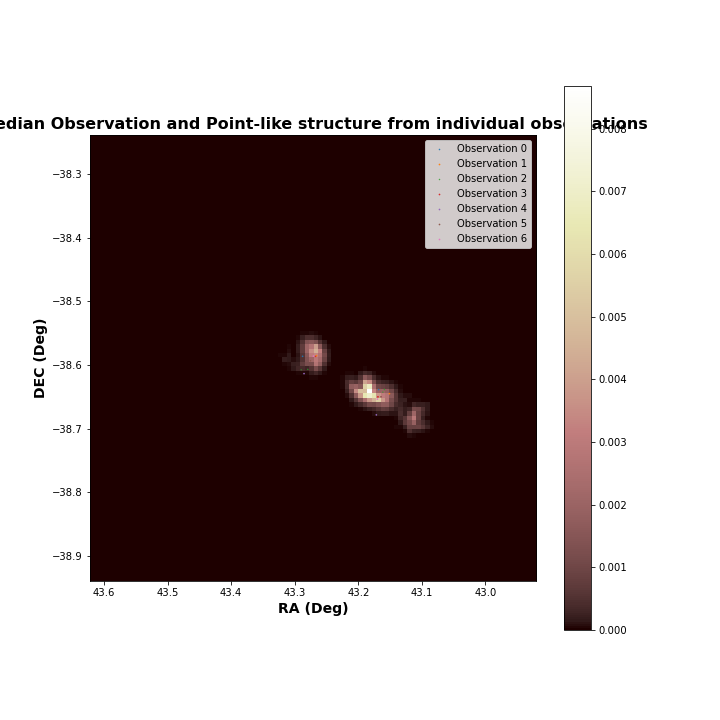 edian Observation and Point-like structure from individual observations
Observation 0
Observation 1
Observation 2
Observation 3
Observation 4
Observation 5
Observation 6
DEC (Deg)
−38.3
−38.4
−38.5
−38.6
−38.7
−38.8
−38.9
43.6 43.5 43.4 43.3 43.2 43.1 43.0
RA (Deg)
0.008
0.007
0.006
0.005
0.004
0.003
0.002
0.001
0.000